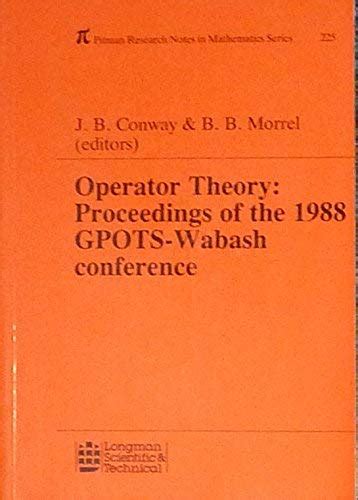 π Pitman Research Notes in Mathematics Series 225
J. B. Conway & B. B. Morrel
(editors)
Operator Theory:
Proceedings of the 1988
GPOTS-Wabash
conference
Longman
Scientific &
Technical